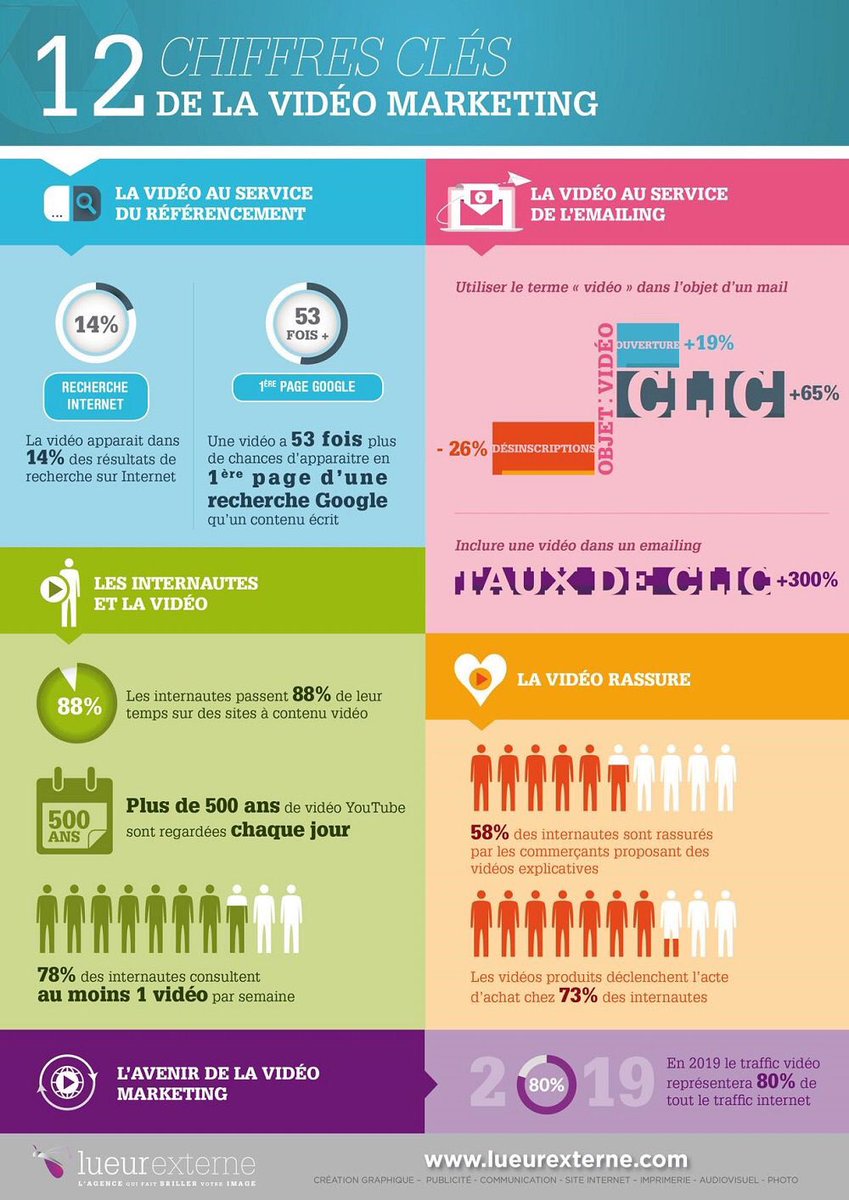 12 CHIFFRES CLÉS
DE LA VIDÉO MARKETING
LA VIDÉO AU SERVICE
DU RÉFÉRENCEMENT
14%
RECHERCHE
INTERNET
La vidéo apparait dans
14% des résultats de
recherche sur Internet
53
FOIS +
1ÈRE PAGE GOOGLE
Une vidéo a 53 fois plus
de chances d'apparaitre en
1ère page d'une
recherche Google
qu'un contenu écrit
LA VIDÉO AU SERVICE
DE L'EMAILING
Utiliser le terme « vidéo » dans l'objet d'un mail
OBJET : VIDÉO
OUVERTURE +19%
CLIC +65%
- 26% DÉSINSCRIPTIONS
Inclure une vidéo dans un emailing
TAUX DE CLIC +300%
LES INTERNAUTES
ET LA VIDÉO
88%
Les internautes passent 88% de leur
temps sur des sites à contenu vidéo
500
ANS
Plus de 500 ans de vidéo YouTube
sont regardées chaque jour
78% des internautes consultent
au moins 1 vidéo par semaine
LA VIDÉO RASSURE
58% des internautes sont rassurés
par les commerçants proposant des
vidéos explicatives
Les vidéos produits déclenchent l'acte
d'achat chez 73% des internautes
L'AVENIR DE LA VIDÉO
MARKETING
2019
80%
En 2019 le traffic vidéo
représentera 80% de
tout le traffic internet
lueurexterne
L'AGENCE QUI FAIT BRILLER VOTRE IMAGE
www.lueurexterne.com
CRÉATION GRAPHIQUE – PUBLICITÉ - COMMUNICATION - SITE INTERNET – IMPRIMERIE - AUDIOVISUEL - PHOTO